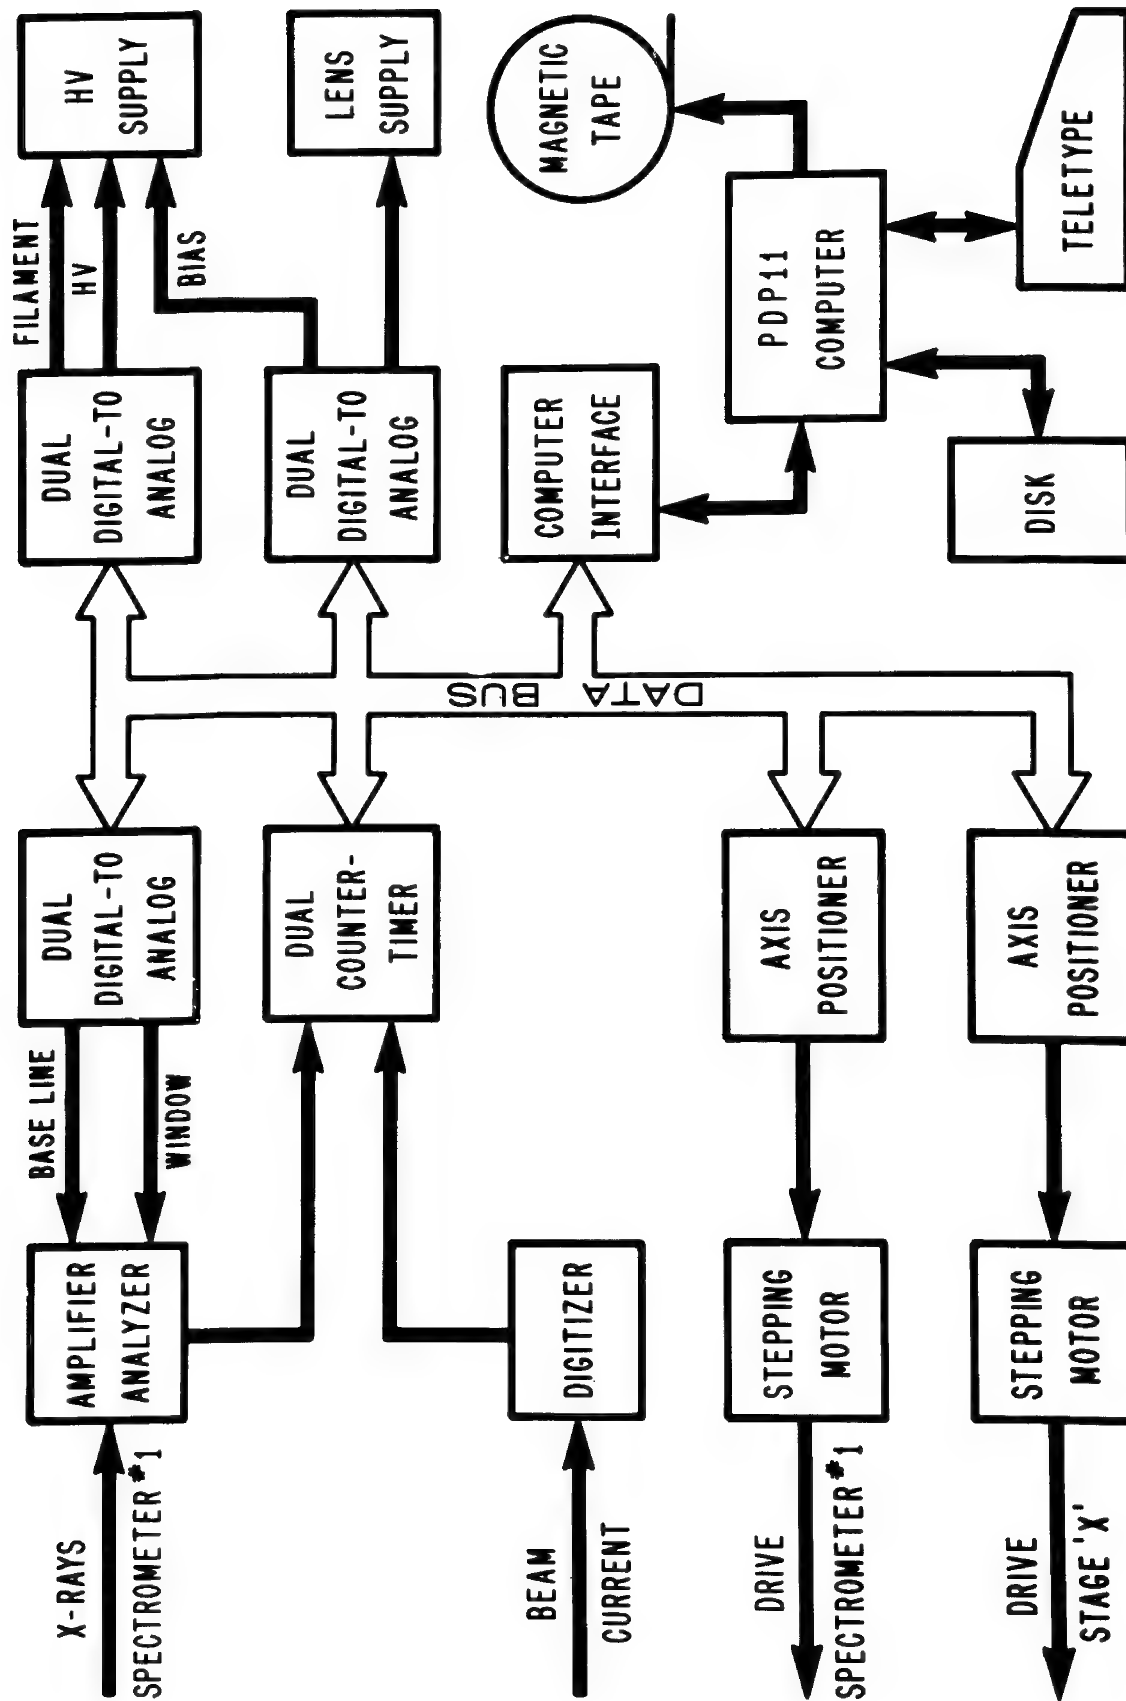 X-RAYS
SPECTROMETER #1
AMPLIFIER
ANALYZER
BASE LINE
WINDOW
DUAL
DIGITAL-TO
ANALOG
DUAL
DIGITAL-TO
ANALOG
FILAMENT
HV
BIAS
HV
SUPPLY
DUAL
COUNTER-
TIMER
DUAL
DIGITAL-TO
ANALOG
LENS
SUPPLY
BEAM
CURRENT
DIGITIZER
DATA BUS
COMPUTER
INTERFACE
MAGNETIC
TAPE
DRIVE
SPECTROMETER #1
STEPPING
MOTOR
AXIS
POSITIONER
PDP11
COMPUTER
DRIVE
STAGE 'X'
STEPPING
MOTOR
AXIS
POSITIONER
DISK
TELETYPE